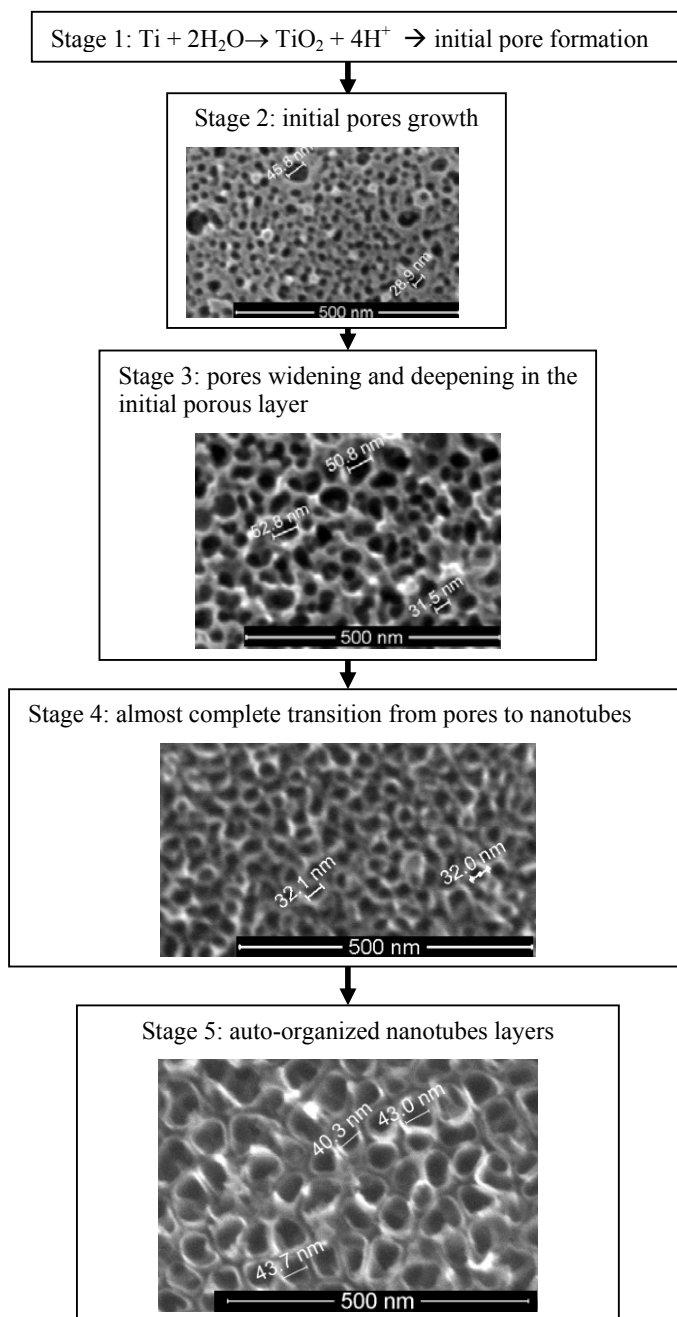 Stage 1: Ti + 2H₂O→ TiO₂ + 4H⁺ → initial pore formation
Stage 2: initial pores growth
45.8 nm
28.9 nm
500 nm
Stage 3: pores widening and deepening in the
initial porous layer
50.8 nm
52.8 nm
31.5 nm
500 nm
Stage 4: almost complete transition from pores to nanotubes
32.1 nm
32.0 nm
500 nm
Stage 5: auto-organized nanotubes layers
40.3 nm
43.0 nm
43.7 nm
500 nm